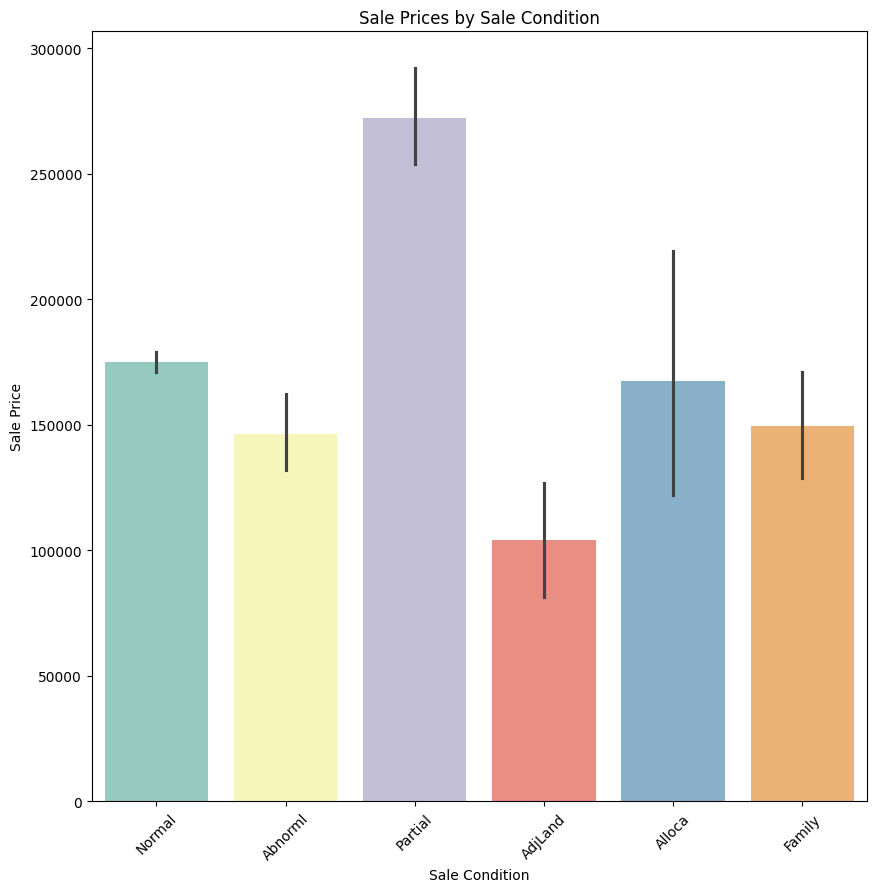 Sale Prices by Sale Condition
300000
250000
200000
150000
100000
50000
0
Sale Price
Normal
Abnorml
Partial
AdjLand
Alloca
Family
Sale Condition